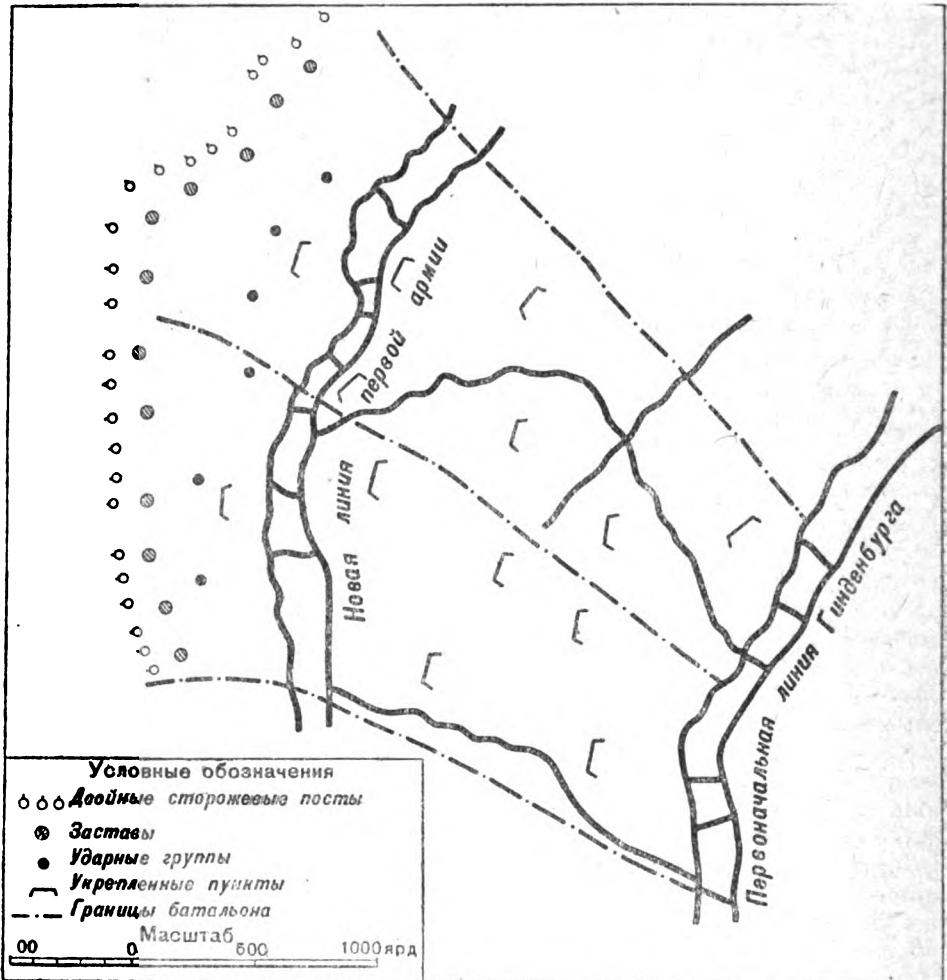 Новая линия первой армии
Первоначальная линия Гинденбурга
Условные обозначения
Двойные сторожевые посты
Заставы
Ударные группы
Укрепленные пункты
Границы батальона
Масштаб
00 0 500 1000 ярд